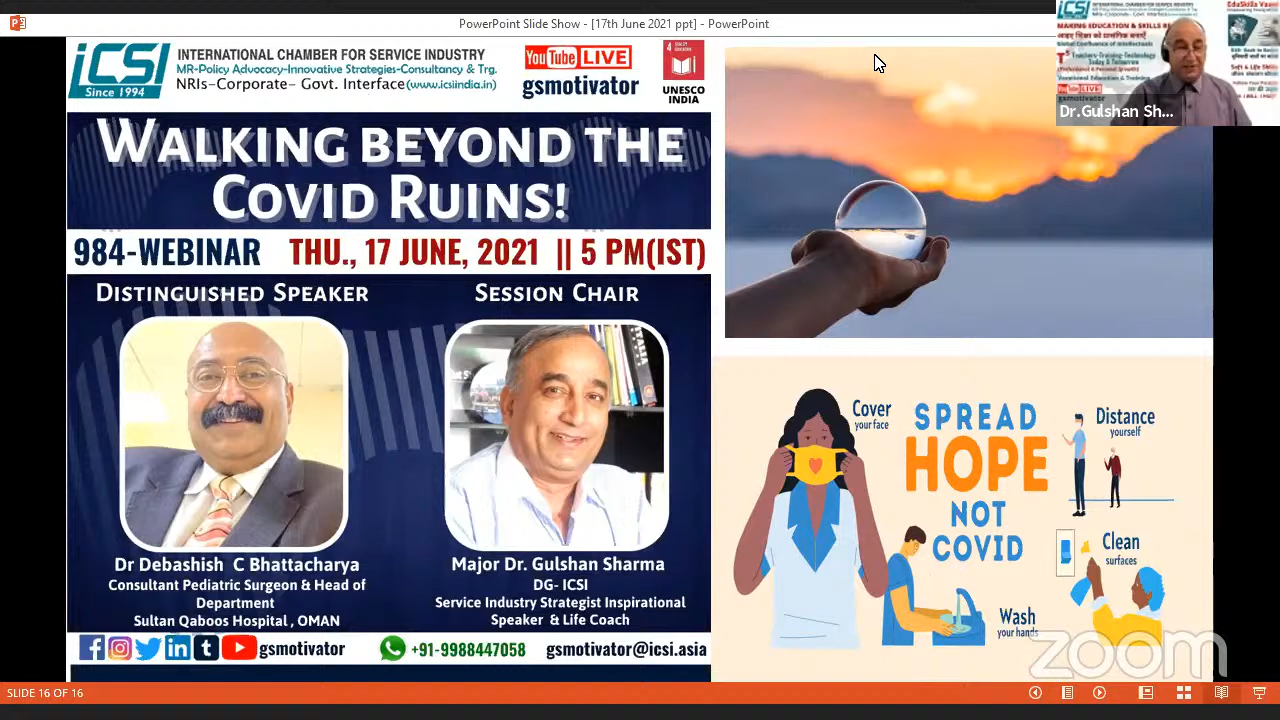 Point Slide Show - [17th June 2021 ppt] - PowerPoint
iCSi
Since 1994
INTERNATIONAL CHAMBER FOR SERVICE INDUSTRY
MR-Policy Advocacy-Innovative Strategies-Consultancy & Trg.
NRIs-Corporate- Govt. Interface(www.icsiindia.in)
YouTube LIVE
gsmotivator
UNESCO
INDIA
WALKING BEYOND THE
COVID RUINS!
984-WEBINAR THU., 17 JUNE, 2021 || 5 PM(IST)
DISTINGUISHED SPEAKER
SESSION CHAIR
Dr Debashish C Bhattacharya
Consultant Pediatric Surgeon & Head of
Department
Sultan Qaboos Hospital , OMAN
Major Dr. Gulshan Sharma
DG- ICSI
Service Industry Strategist Inspirational
Speaker & Life Coach
gsmotivator
+91-9988447058
gsmotivator@icsi.asia
Dr.Gulshan Sh...
Cover
your face
SPREAD
HOPE
NOT
COVID
Distance
yourself
Clean
surfaces
Wash
your hands
zoom
SLIDE 16 OF 16